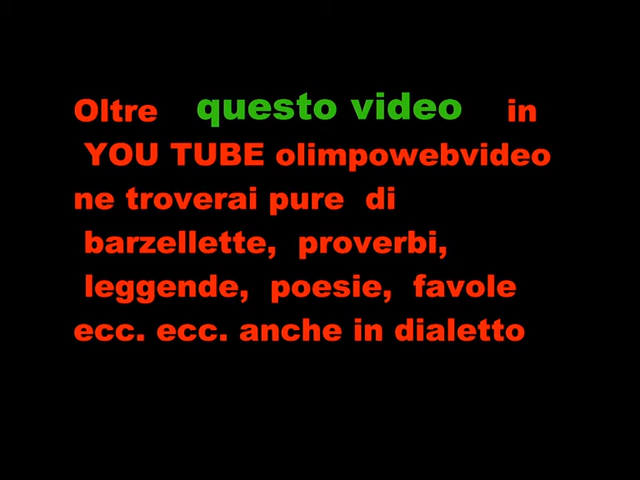 Oltre questo video in
YOU TUBE olimpowebvideo
ne troverai pure di
barzellette, proverbi,
leggende, poesie, favole
ecc. ecc. anche in dialetto